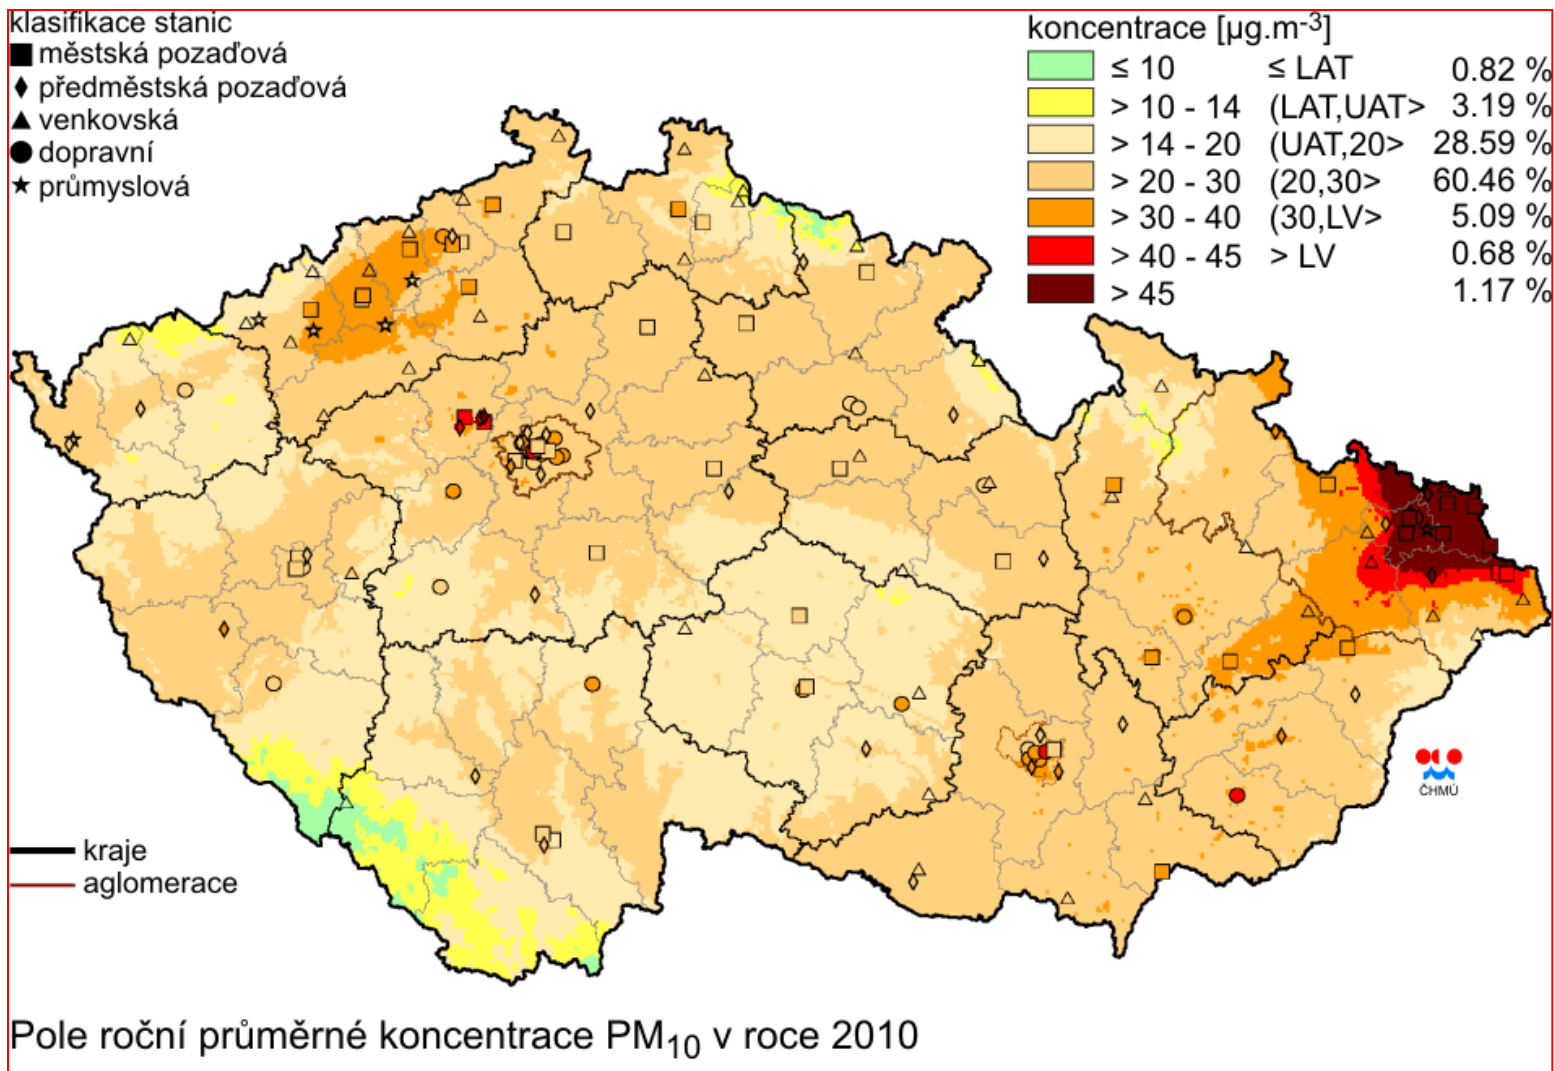 klasifikace stanic
městská pozaďová
předměstská pozaďová
venkovská
dopravní
průmyslová
koncentrace [µg.m-3]
≤ 10 ≤ LAT 0.82 %
> 10 - 14 (LAT,UAT> 3.19 %
> 14 - 20 (UAT,20> 28.59 %
> 20 - 30 (20,30> 60.46 %
> 30 - 40 (30,LV> 5.09 %
> 40 - 45 > LV 0.68 %
> 45 1.17 %
ČHMÚ
kraje
aglomerace
Pole roční průměrné koncentrace PM10 v roce 2010